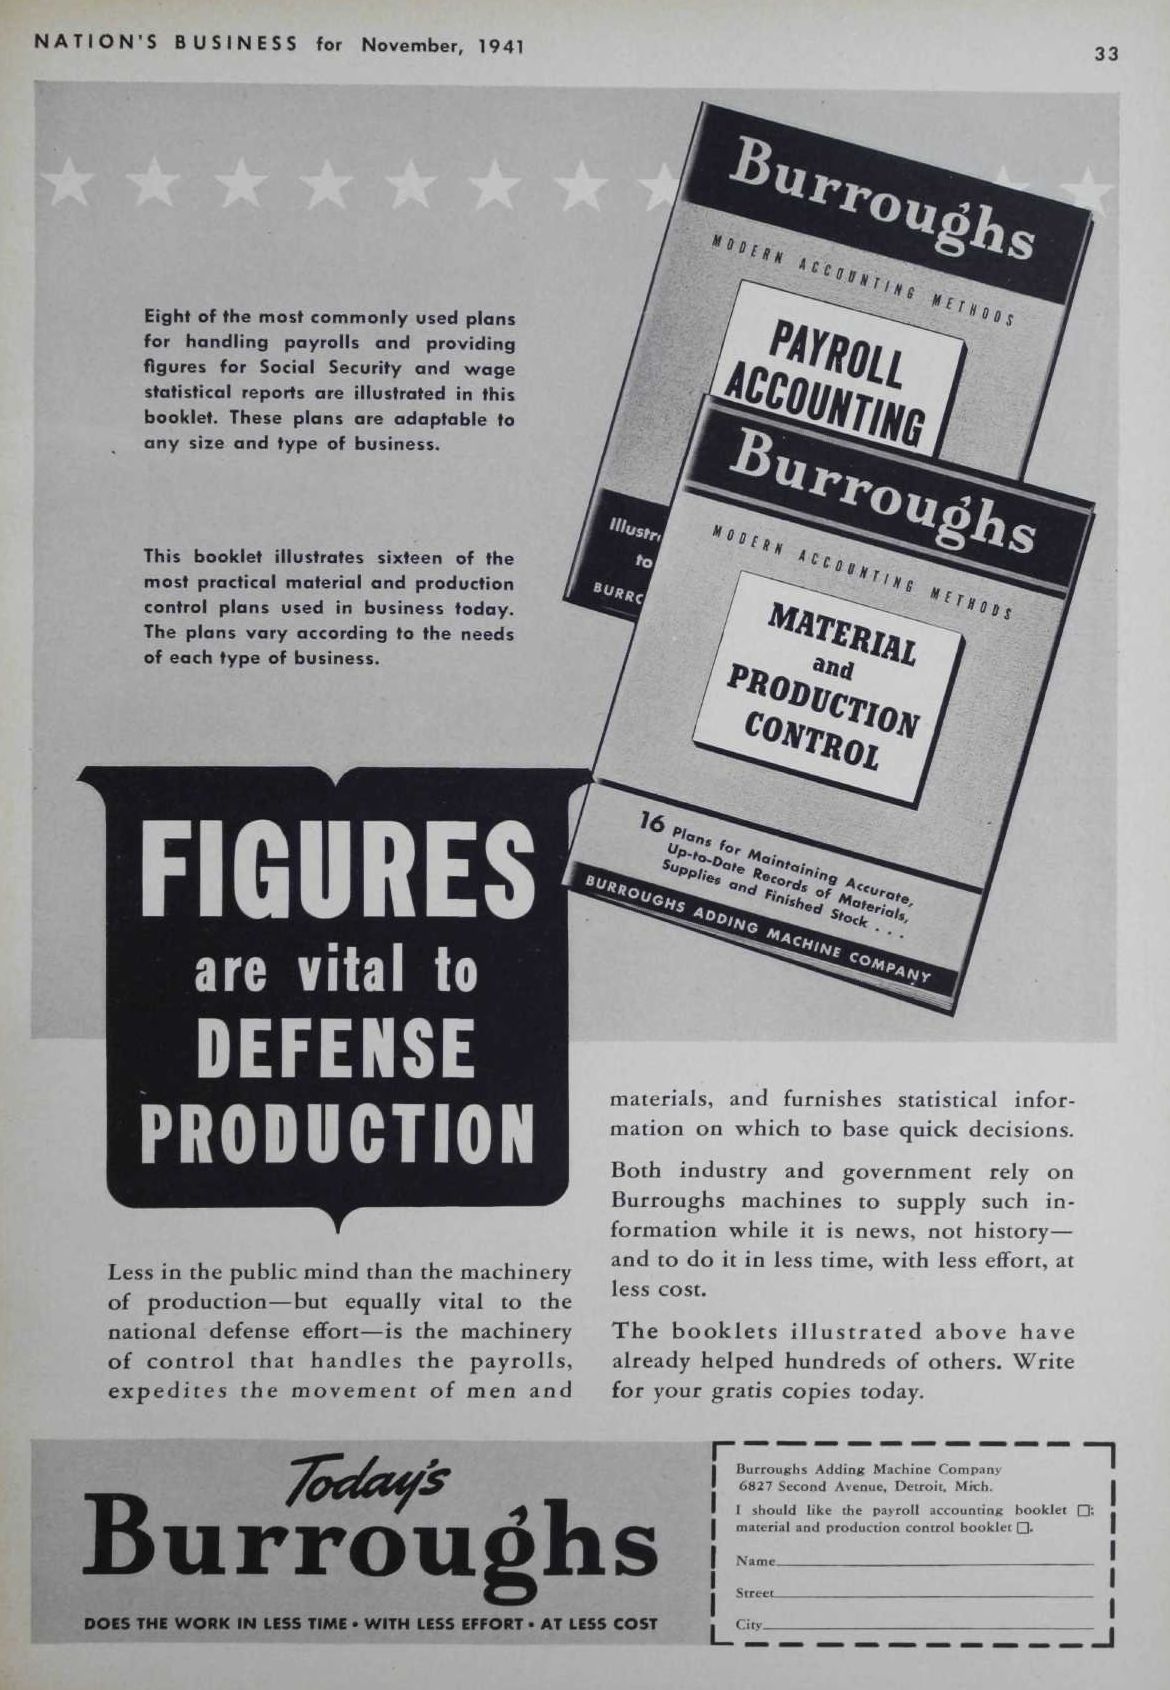 NATION'S BUSINESS for November, 1941
33
Burroughs
MODERN ACCOUNTING METHODS
PAYROLL
ACCOUNTING
Eight of the most commonly used plans
for handling payrolls and providing
figures for Social Security and wage
statistical reports are illustrated in this
booklet. These plans are adaptable to
any size and type of business.
Burroughs
MODERN ACCOUNTING METHODS
MATERIAL
and
PRODUCTION
CONTROL
to
This booklet illustrates sixteen of the
most practical material and production
control plans used in business today.
The plans vary according to the needs
of each type of business.
16 Plans for Maintaining Accurate,
Up-to-Date Records of Materials,
Supplies and Finished Stock . . .
BURROUGHS ADDING MACHINE COMPANY
FIGURES
are vital to
DEFENSE
PRODUCTION
Less in the public mind than the machinery
of production—but equally vital to the
national defense effort—is the machinery
of control that handles the payrolls,
expedites the movement of men and
materials, and furnishes statistical infor-
mation on which to base quick decisions.
Both industry and government rely on
Burroughs machines to supply such in-
formation while it is news, not history—
and to do it in less time, with less effort, at
less cost.
The booklets illustrated above have
already helped hundreds of others. Write
for your gratis copies today.
Today's
Burroughs
DOES THE WORK IN LESS TIME • WITH LESS EFFORT • AT LESS COST
Burroughs Adding Machine Company
6827 Second Avenue, Detroit, Mich.
I should like the payroll accounting booklet □;
material and production control booklet □.
Name
Street
City